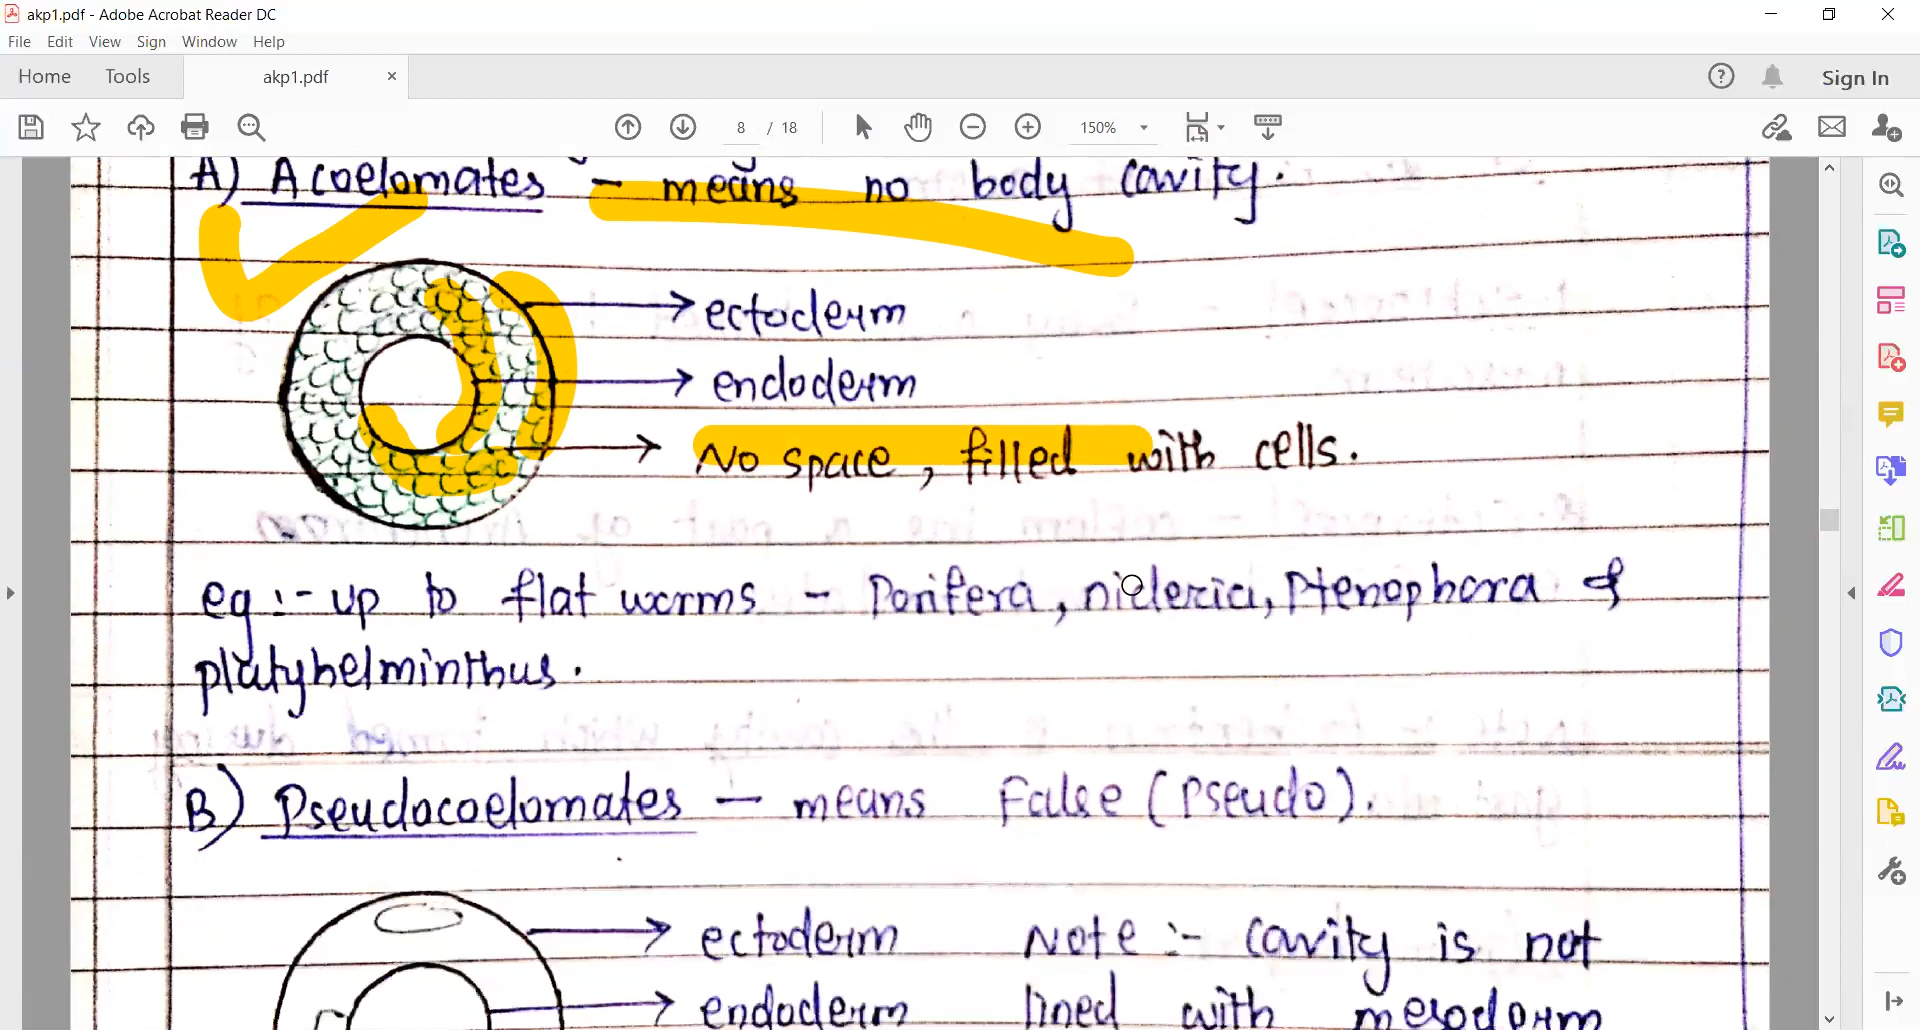 akp1.pdf - Adobe Acrobat Reader DC
File Edit View Sign Window Help
Home Tools akp1.pdf × Sign In
8 / 18 150%
A) Acoelomates - means no body cavity.
ectoderm
endoderm
No space, filled with cells.
eg :- up to flat worms - Porifera, nideria, Ptenophora &
platyhelminthus.
B) Pseudocoelomates - means False (Pseudo).
ectoderm Note :- Cavity is not
endoderm lined with mesoderm